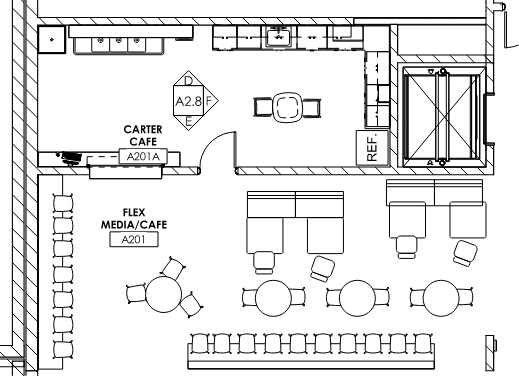 D
A2.8 F
E
CARTER
CAFE
A201A
REF.
FLEX
MEDIA/CAFE
A201